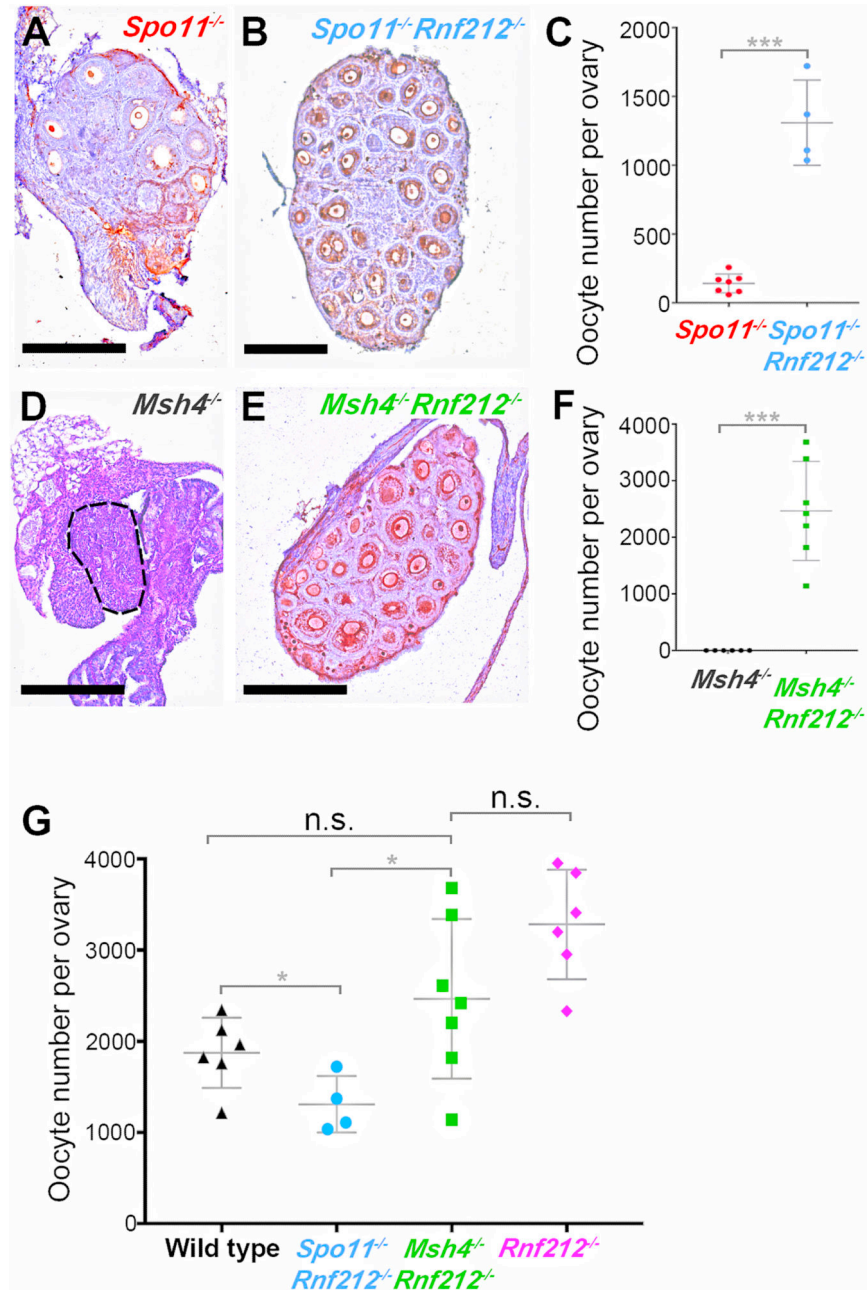 A Spo11-/-
B Spo11-/-Rnf212-/-
C
Oocyte number per ovary
2000
1500
1000
500
0
***
Spo11-/- Spo11-/-
Rnf212-/-
D Msh4-/-
E Msh4-/-Rnf212-/-
F
Oocyte number per ovary
4000
3000
2000
1000
0
***
Msh4-/- Msh4-/-
Rnf212-/-
G
Oocyte number per ovary
4000
3000
2000
1000
0
n.s.
n.s.
*
*
Wild type Spo11-/- Msh4-/- Rnf212-/-
Rnf212-/- Rnf212-/-